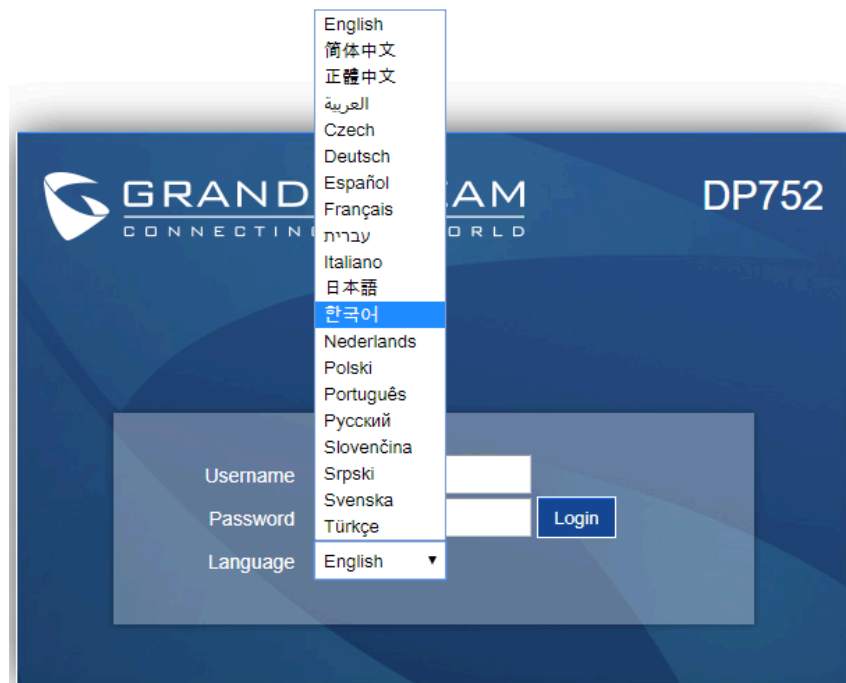 English
简体中文
正體中文
العربية
Czech
Deutsch
Español
Français
עברית
Italiano
日本語
한국어
Nederlands
Polski
Português
Русский
Slovenčina
Srpski
Svenska
Türkçe
GRAND AM
CONNECTIN ORLD
DP752
Username
Password
Login
Language
English